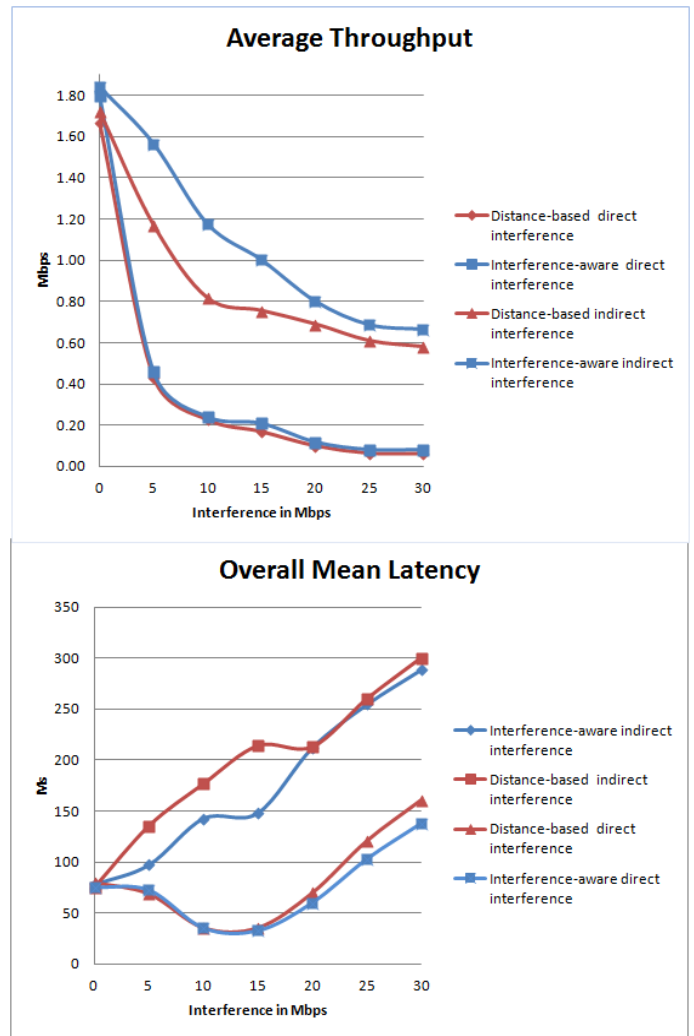 Average Throughput
1.80
1.60
1.40
1.20
1.00
0.80
0.60
0.40
0.20
0.00
Mbps
0 5 10 15 20 25 30
Interference in Mbps
Distance-based direct
interference
Interference-aware direct
interference
Distance-based indirect
interference
Interference-aware indirect
interference
Overall Mean Latency
350
300
250
200
150
100
50
0
Ms
0 5 10 15 20 25 30
Interference in Mbps
Interference-aware indirect
interference
Distance-based indirect
interference
Distance-based direct
interference
Interference-aware direct
interference